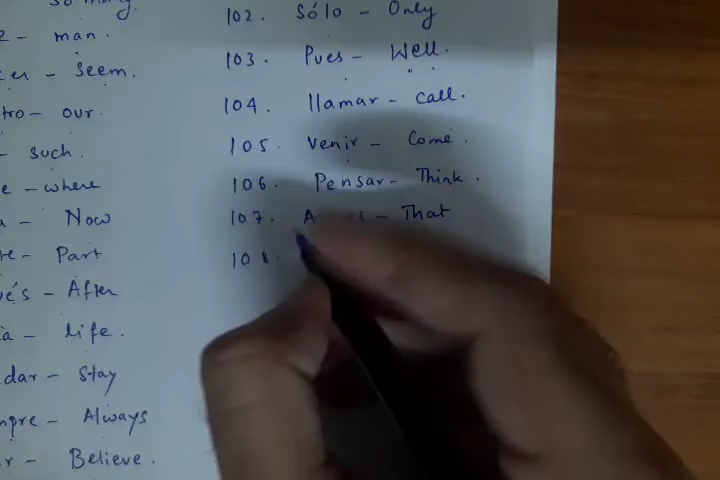 man.
seem.
our.
such.
where
Now
Part
After
life.
dar - Stay
Always
Believe.
102. Sólo - Only
103. Pues - Well.
104. llamar - call.
105. Venir - Come.
106. Pensar - Think.
107. - That
108.